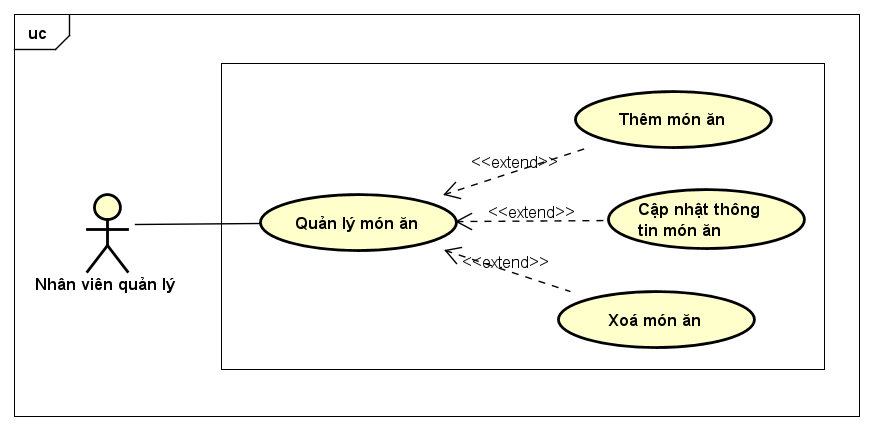 uc
Thêm món ăn
<<extend>>
Cập nhật thông
tin món ăn
<<extend>>
Quản lý món ăn
<<extend>>
Nhân viên quản lý
Xoá món ăn